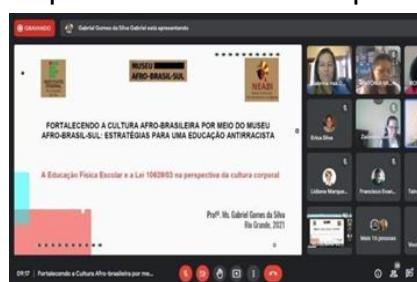 GRAVANDO
Gabriel Gomes da Silva Gabriel está apresentando
MUSEU
AFRO-BRASIL-SUL
NEABI
FORTALECENDO A CULTURA AFRO-BRASILEIRA POR MEIO DO MUSEU
AFRO-BRASIL-SUL: ESTRATÉGIAS PARA UMA EDUCAÇÃO ANTIRRACISTA
A Educação Física Escolar e a Lei 10639/03 na perspectiva da cultura corporal
Profº. Ms. Gabriel Gomes da Silva
Rio Grande, 2021
Erica Silva
Lidiane Marque...
Francisco Evan...
Mais 16 pessoas
09:17 | Fortalecendo a Cultura Afro-brasileira por me...